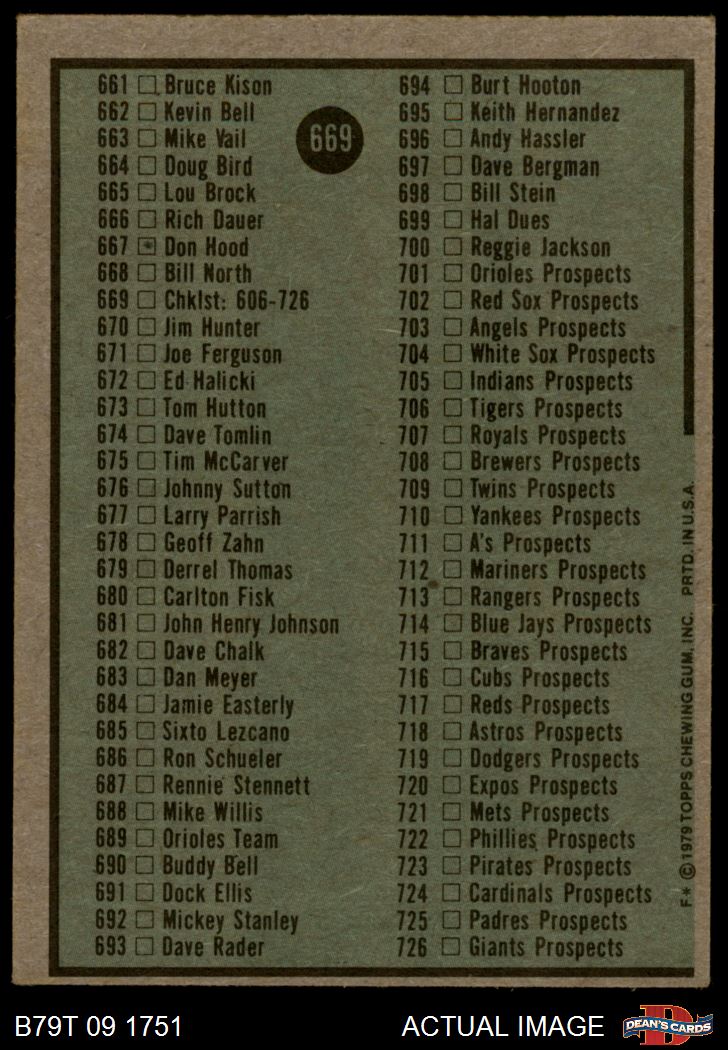 661 Bruce Kison
662 Kevin Bell
663 Mike Vail
664 Doug Bird
665 Lou Brock
666 Rich Dauer
667 Don Hood
668 Bill North
669 Chklst: 606-726
670 Jim Hunter
671 Joe Ferguson
672 Ed Halicki
673 Tom Hutton
674 Dave Tomlin
675 Tim McCarver
676 Johnny Sutton
677 Larry Parrish
678 Geoff Zahn
679 Derrel Thomas
680 Carlton Fisk
681 John Henry Johnson
682 Dave Chalk
683 Dan Meyer
684 Jamie Easterly
685 Sixto Lezcano
686 Ron Schueler
687 Rennie Stennett
688 Mike Willis
689 Orioles Team
690 Buddy Bell
691 Dock Ellis
692 Mickey Stanley
693 Dave Rader
669
694 Burt Hooton
695 Keith Hernandez
696 Andy Hassler
697 Dave Bergman
698 Bill Stein
699 Hal Dues
700 Reggie Jackson
701 Orioles Prospects
702 Red Sox Prospects
703 Angels Prospects
704 White Sox Prospects
705 Indians Prospects
706 Tigers Prospects
707 Royals Prospects
708 Brewers Prospects
709 Twins Prospects
710 Yankees Prospects
711 A's Prospects
712 Mariners Prospects
713 Rangers Prospects
714 Blue Jays Prospects
715 Braves Prospects
716 Cubs Prospects
717 Reds Prospects
718 Astros Prospects
719 Dodgers Prospects
720 Expos Prospects
721 Mets Prospects
722 Phillies Prospects
723 Pirates Prospects
724 Cardinals Prospects
725 Padres Prospects
726 Giants Prospects
F* © 1979 TOPPS CHEWING GUM, INC. PRTD. IN U.S.A.
B79T 09 1751 ACTUAL IMAGE
D
DEAN'S CARDS